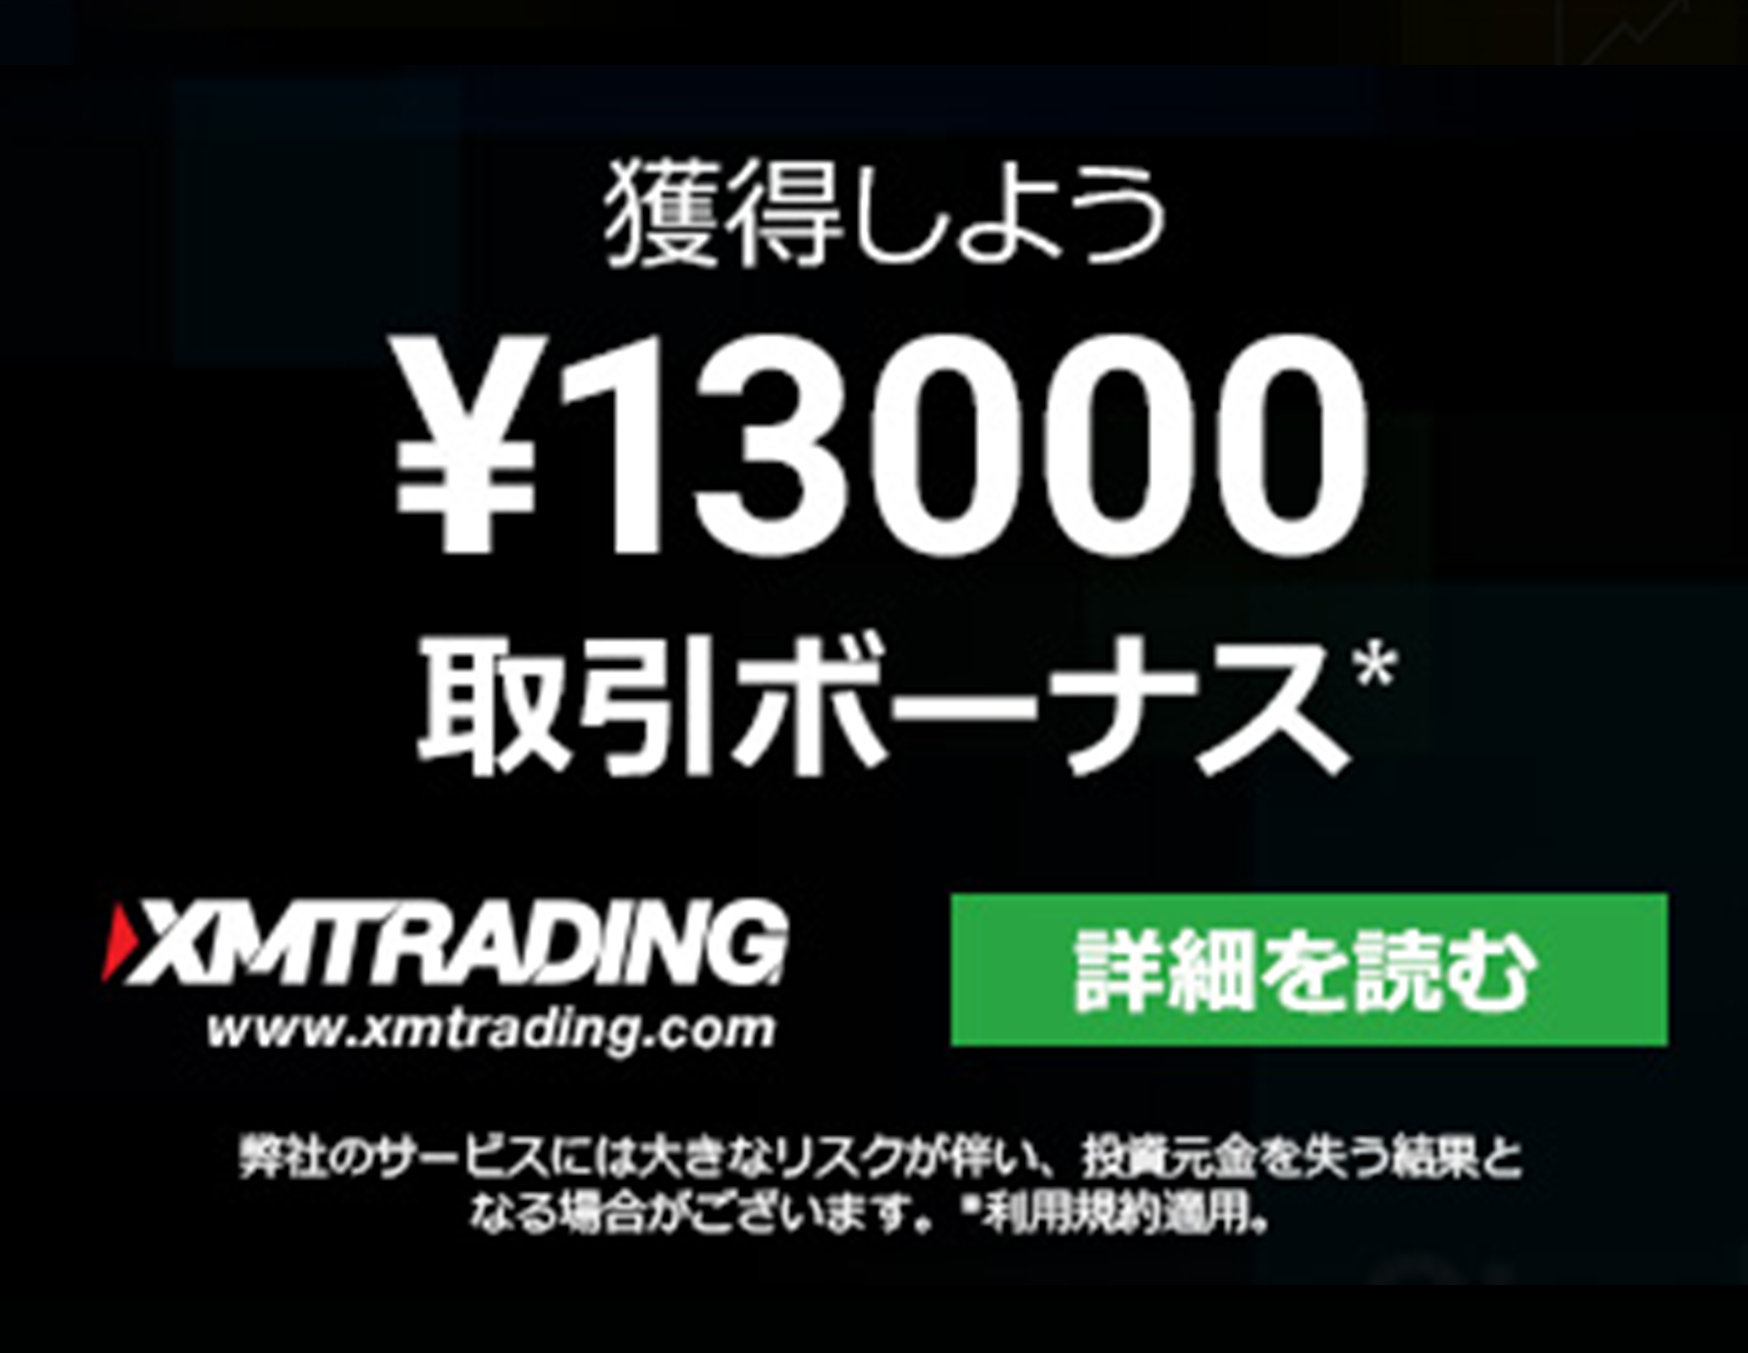 獲得しよう
¥13000
取引ボーナス*
XMTRADING
www.xmtrading.com
詳細を読む
弊社のサービスには大きなリスクが伴い、投資元金を失う結果と
なる場合がございます。*利用規約適用。